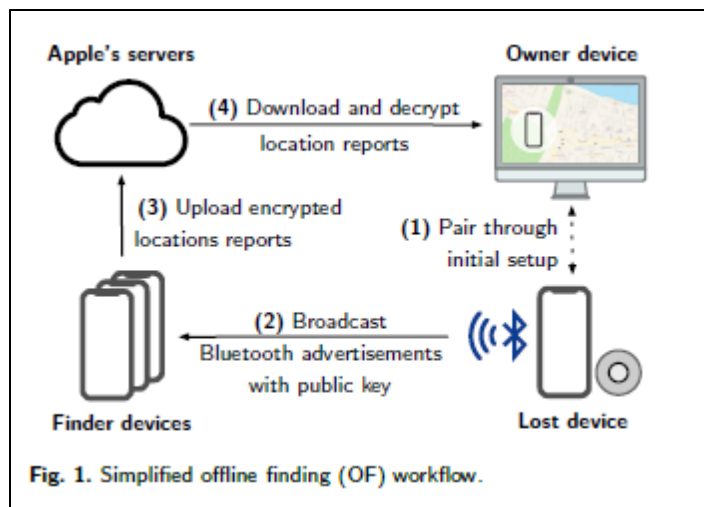 Apple's servers
Owner device
(4) Download and decrypt
location reports
(3) Upload encrypted
locations reports
(1) Pair through
initial setup
(2) Broadcast
Bluetooth advertisements
with public key
Finder devices
Lost device
Fig. 1. Simplified offline finding (OF) workflow.